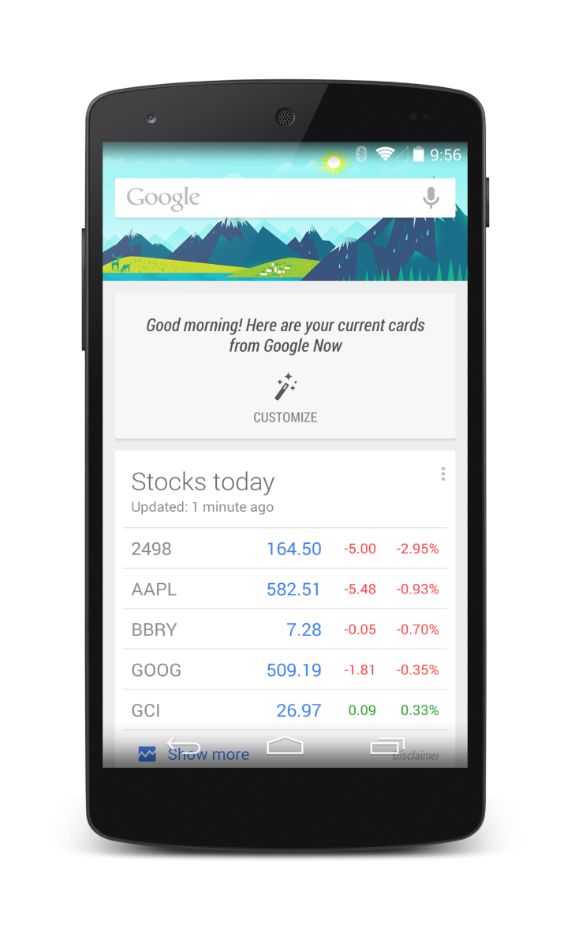 9:56
Google
Good morning! Here are your current cards
from Google Now
CUSTOMIZE
Stocks today
Updated: 1 minute ago
2498 164.50 -5.00 -2.95%
AAPL 582.51 -5.48 -0.93%
BBRY 7.28 -0.05 -0.70%
GOOG 509.19 -1.81 -0.35%
GCI 26.97 0.09 0.33%
Show more Disclaimer